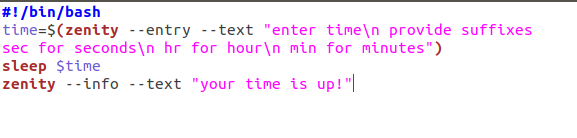 #!/bin/bash
time=$(zenity --entry --text "enter time\n provide suffixes
sec for seconds\n hr for hour\n min for minutes")
sleep $time
zenity --info --text "your time is up!"